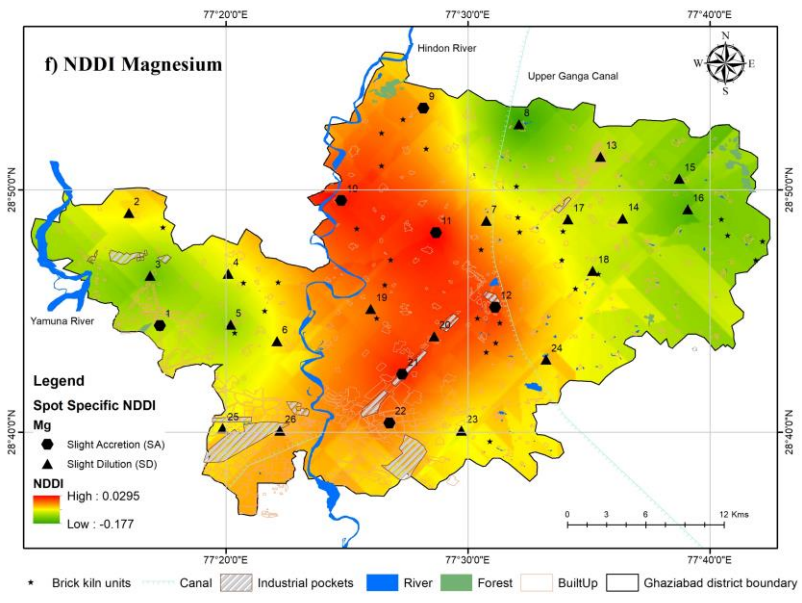 77°20'0"E 77°30'0"E 77°40'0"E
f) NDDI Magnesium
Hindon River
Upper Ganga Canal
N
W E
S
28°50'0"N
28°40'0"N
Yamuna River
9
8
13
15
10
2
16
11
7
17
14
3
4
18
12
19
1
5
6
20
24
21
22
23
25
26
Legend
Spot Specific NDDI
Mg
Slight Accretion (SA)
Slight Dilution (SD)
NDDI
High : 0.0295
Low : -0.177
0 3 6 12 Kms
28°50'0"N
28°40'0"N
77°20'0"E 77°30'0"E 77°40'0"E
Brick kiln units Canal Industrial pockets River Forest BuiltUp Ghaziabad district boundary